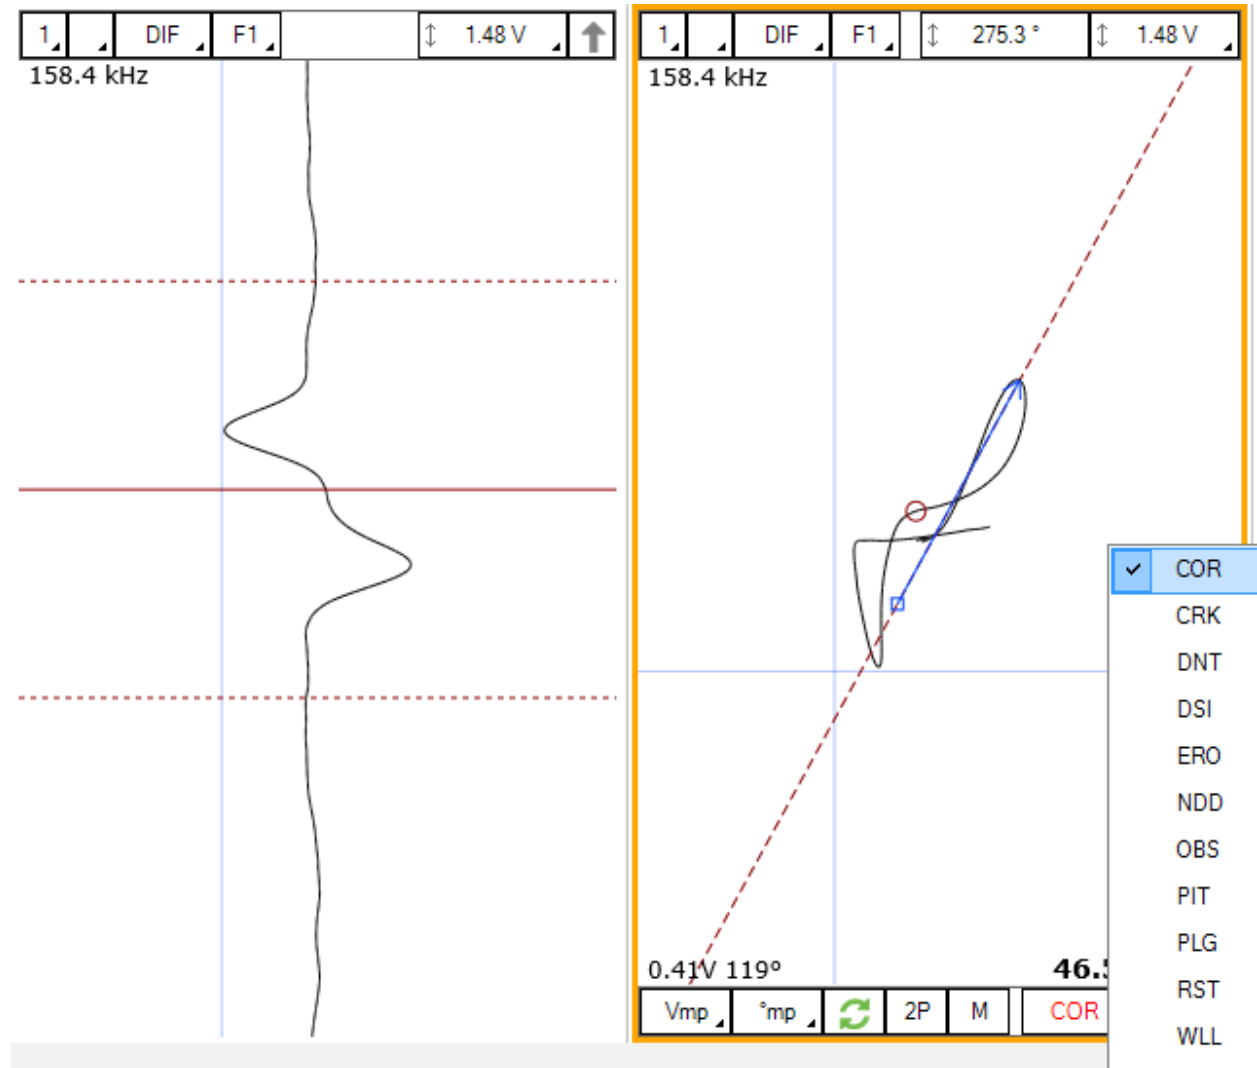 1 DIF F1 1.48 V
158.4 kHz
1 DIF F1 275.3 ° 1.48 V
158.4 kHz
0.41V 119º
Vmp °mp 2P M COR
COR
CRK
DNT
DSI
ERO
NDD
OBS
PIT
PLG
RST
WLL